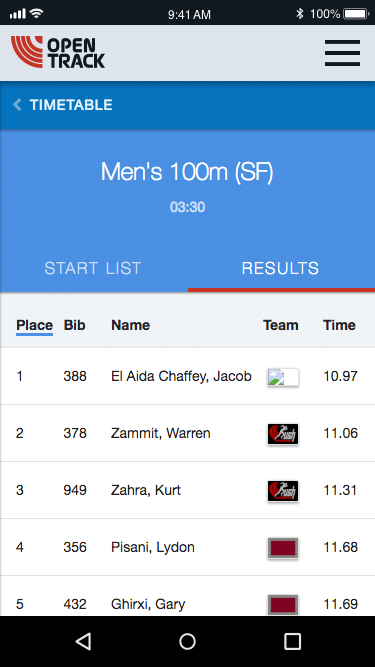 9:41 AM
100%
OPEN
TRACK
TIMETABLE
Men's 100m (SF)
03:30
START LIST RESULTS
Place Bib Name Team Time
1 388 El Aida Chaffey, Jacob 10.97
2 378 Zammit, Warren 11.06
3 949 Zahra, Kurt 11.31
4 356 Pisani, Lydon 11.68
5 432 Ghirxi, Gary 11.69